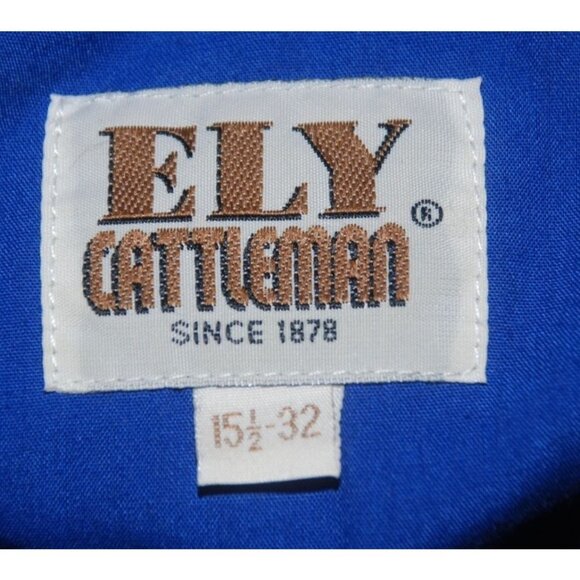 ELY ®
CATTLEMAN
SINCE 1878
15½-32